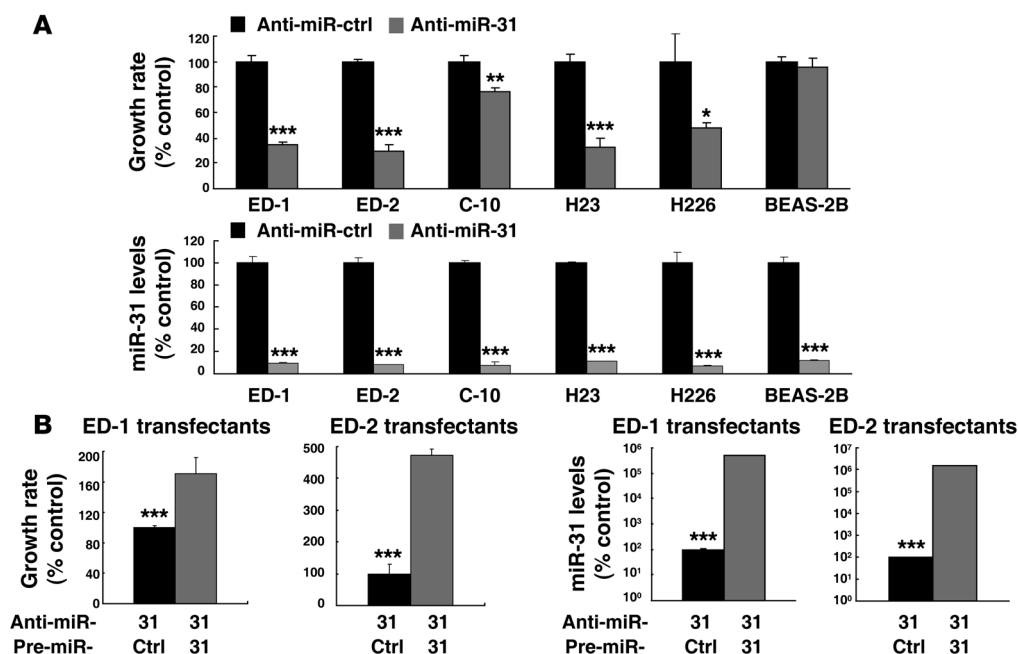 A
Anti-miR-ctrl Anti-miR-31
Growth rate
(% control)
120
100
80
60
40
20
0
*** *** ** *** *
ED-1 ED-2 C-10 H23 H226 BEAS-2B
Anti-miR-ctrl Anti-miR-31
miR-31 levels
(% control)
120
100
80
60
40
20
0
*** *** *** *** *** ***
ED-1 ED-2 C-10 H23 H226 BEAS-2B
B
ED-1 transfectants ED-2 transfectants ED-1 transfectants ED-2 transfectants
Growth rate
(% control)
200
160
120
80
40
0
***
500
400
300
200
100
0
***
miR-31 levels
(% control)
10⁶
10⁵
10⁴
10³
10²
10¹
10⁰
***
10⁷
10⁶
10⁵
10⁴
10³
10²
10¹
10⁰
***
Anti-miR- 31 31 31 31 Anti-miR- 31 31 31 31
Pre-miR- Ctrl 31 Ctrl 31 Pre-miR- Ctrl 31 Ctrl 31